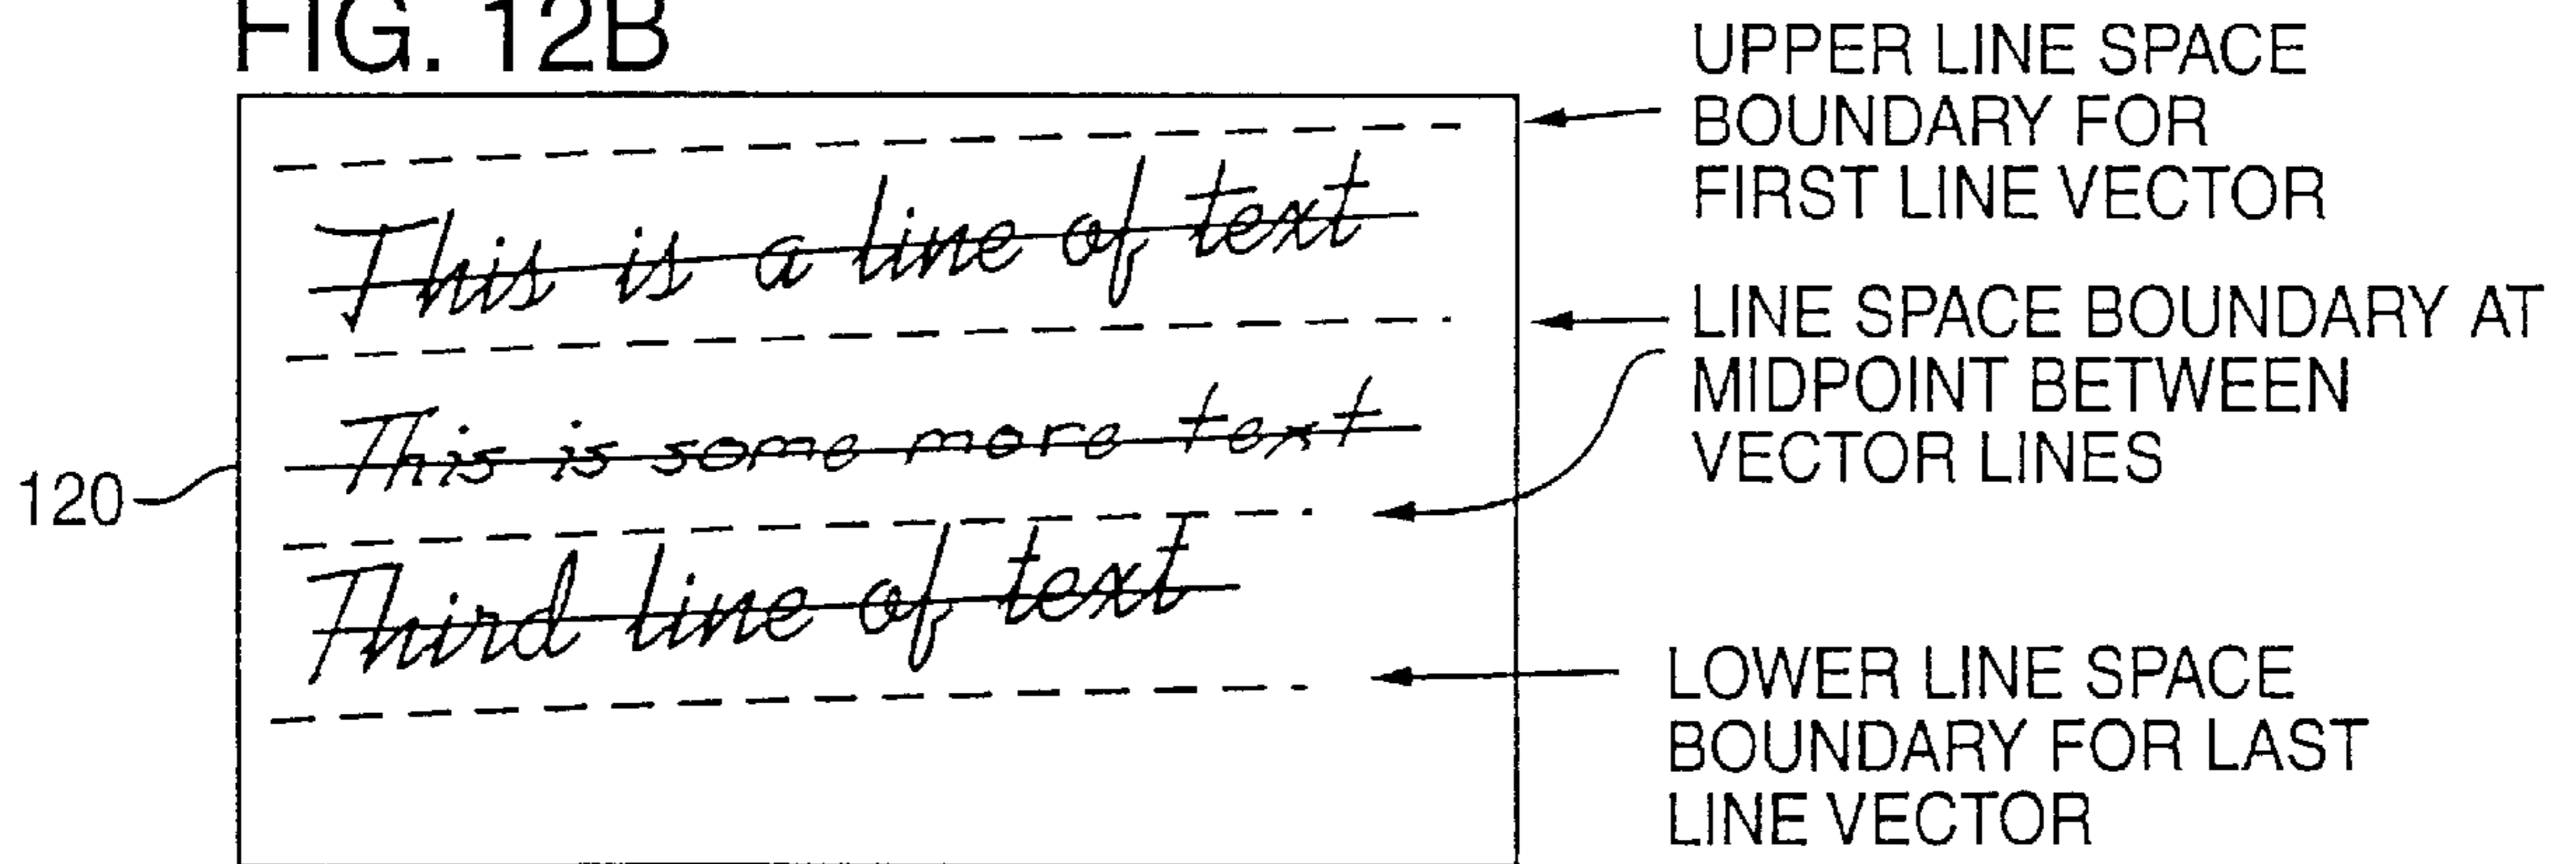 FIG. 12B
UPPER LINE SPACE
BOUNDARY FOR
FIRST LINE VECTOR
This is a line of text
LINE SPACE BOUNDARY AT
MIDPOINT BETWEEN
VECTOR LINES
This is some more text
120
Third line of text
LOWER LINE SPACE
BOUNDARY FOR LAST
LINE VECTOR